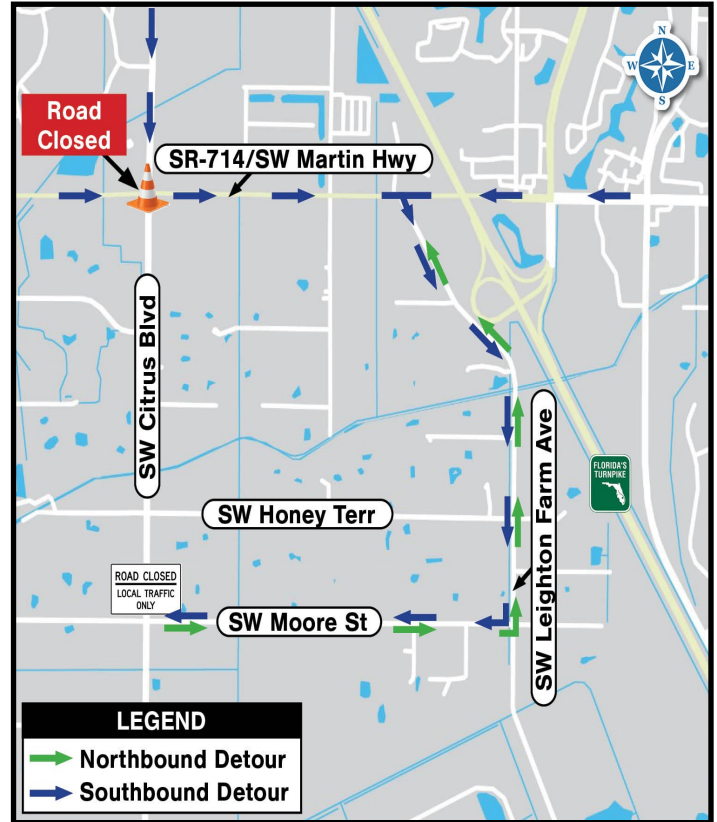 N
W
E
S
Road
Closed
SR-714/SW Martin Hwy
SW Citrus Blvd
FLORIDA'S
TURNPIKE
SW Leighton Farm Ave
SW Honey Terr
ROAD CLOSED
LOCAL TRAFFIC
ONLY
SW Moore St
LEGEND
Northbound Detour
Southbound Detour